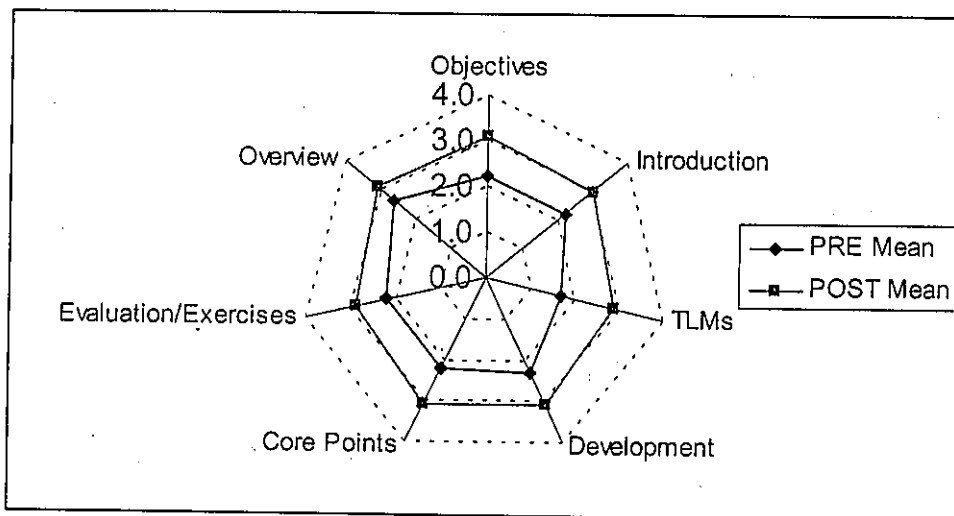 Objectives
4.0
3.0
2.0
1.0
0.0
Overview
Introduction
Evaluation/Exercises
TLMs
Core Points
Development
PRE Mean
POST Mean